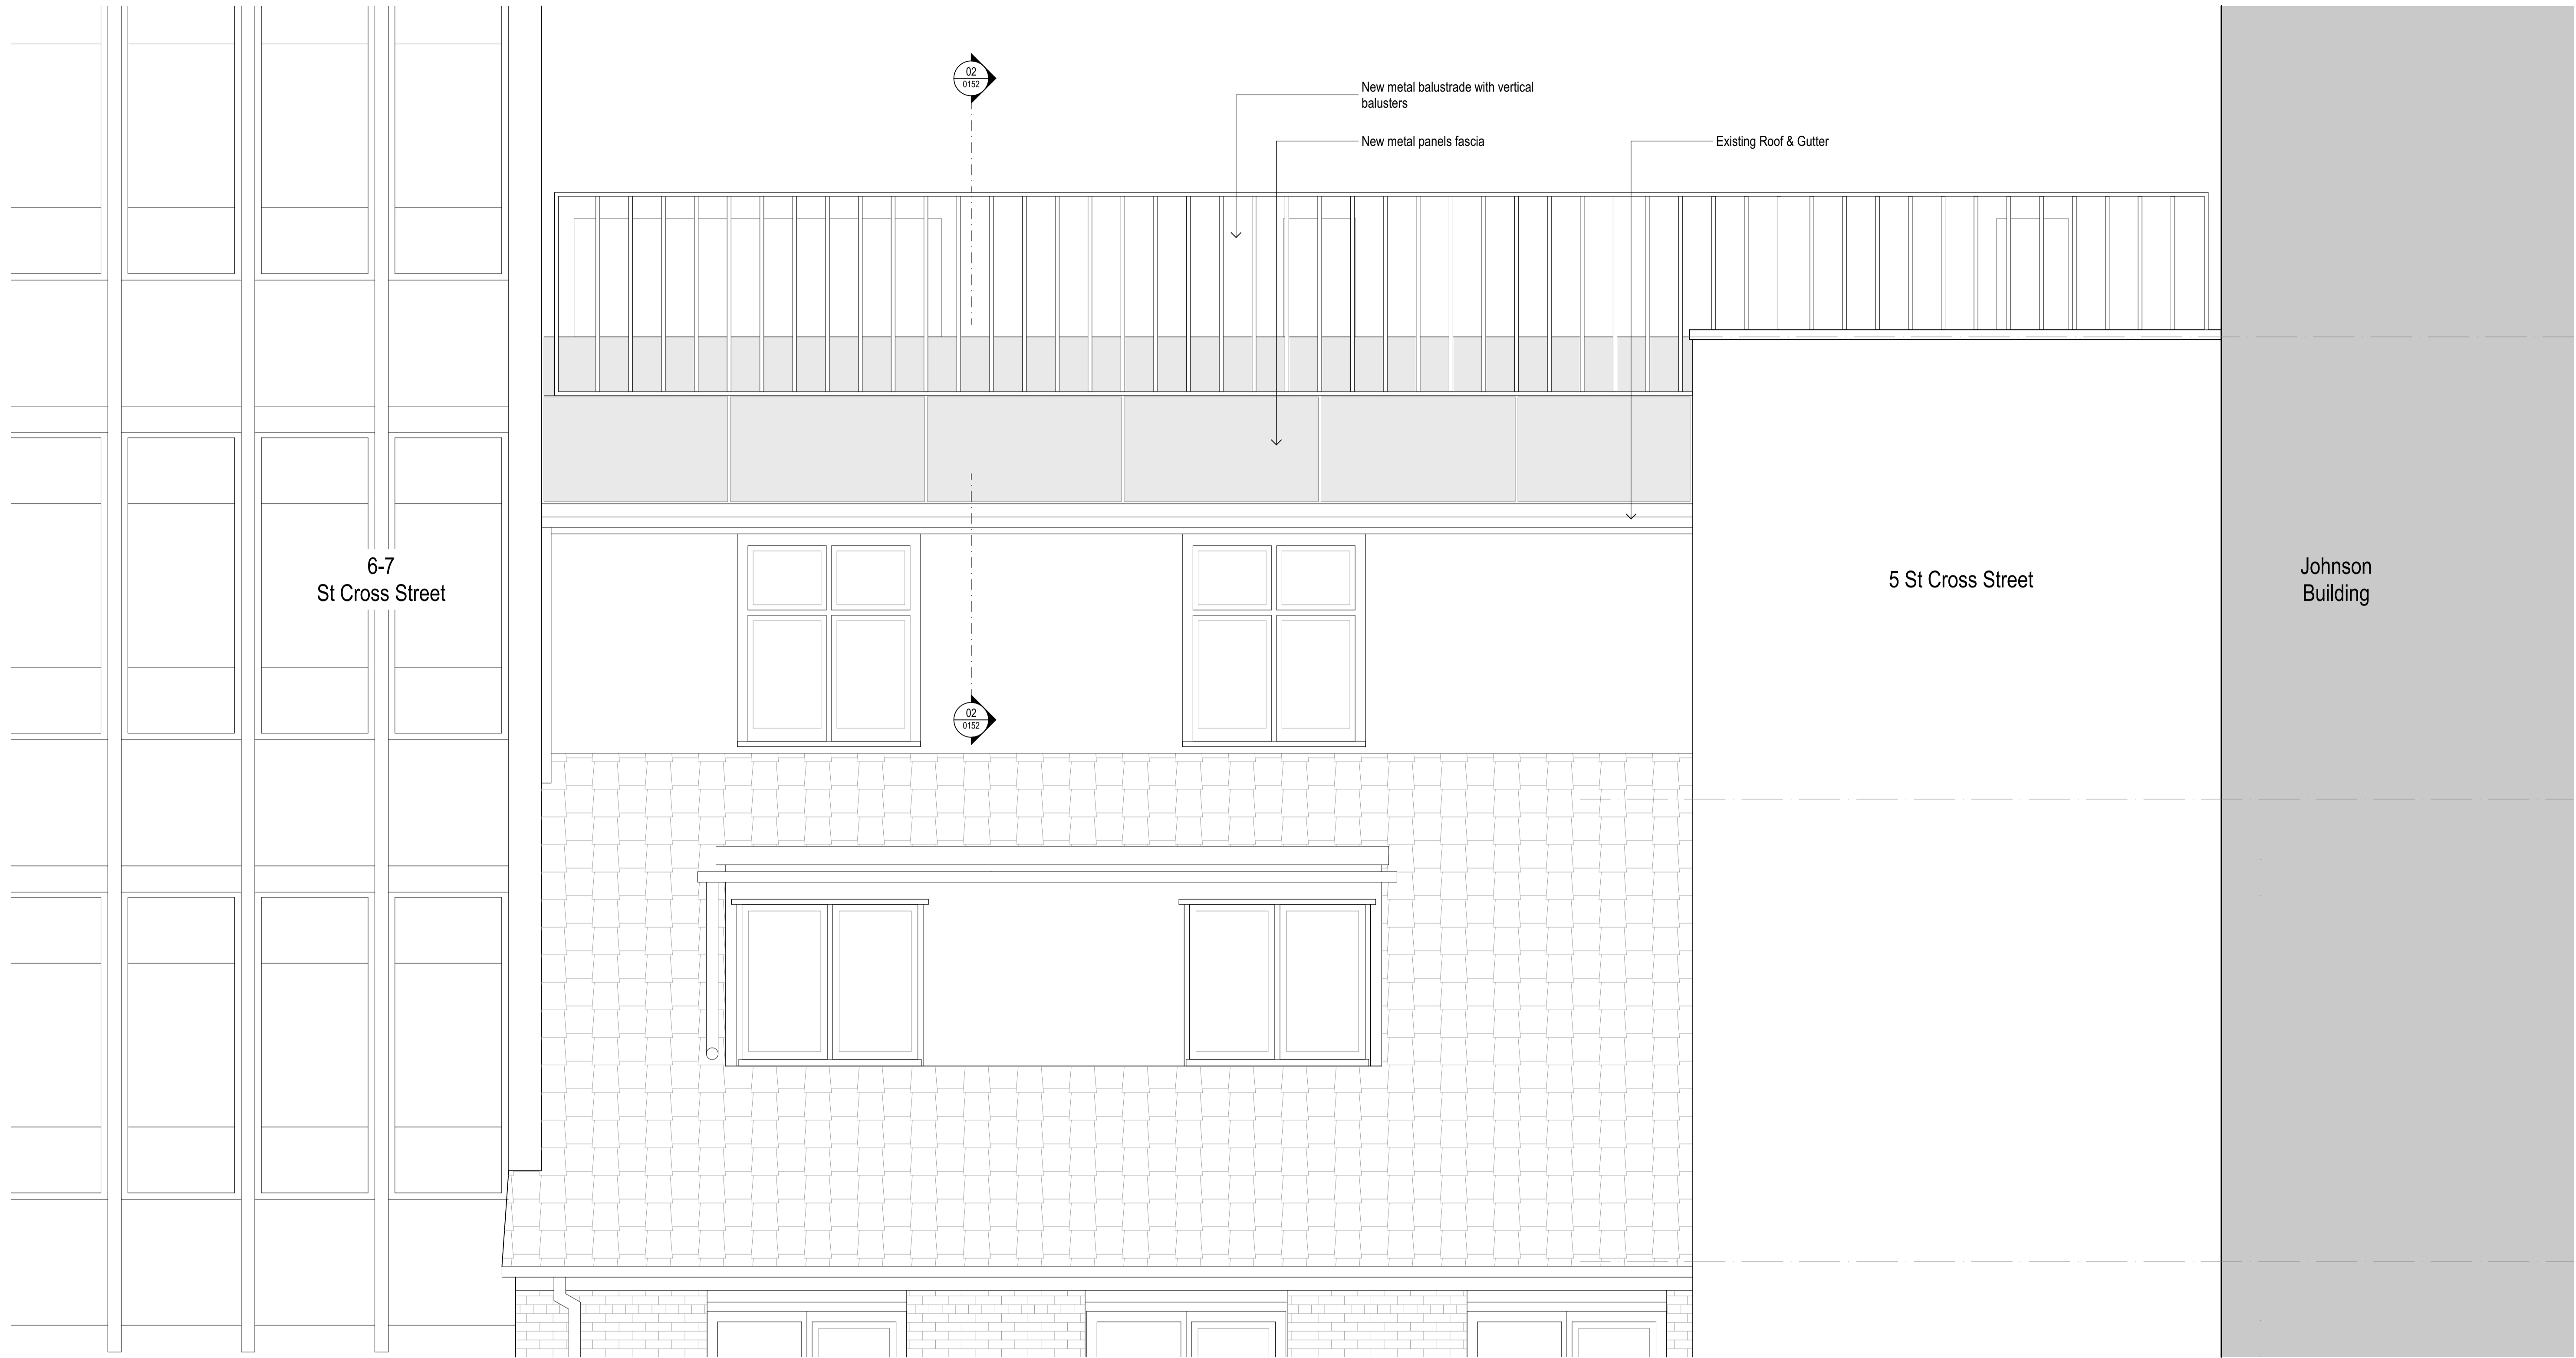 02
0152
New metal balustrade with vertical
balusters
New metal panels fascia
Existing Roof & Gutter
6-7
St Cross Street
5 St Cross Street
Johnson
Building
02
0152